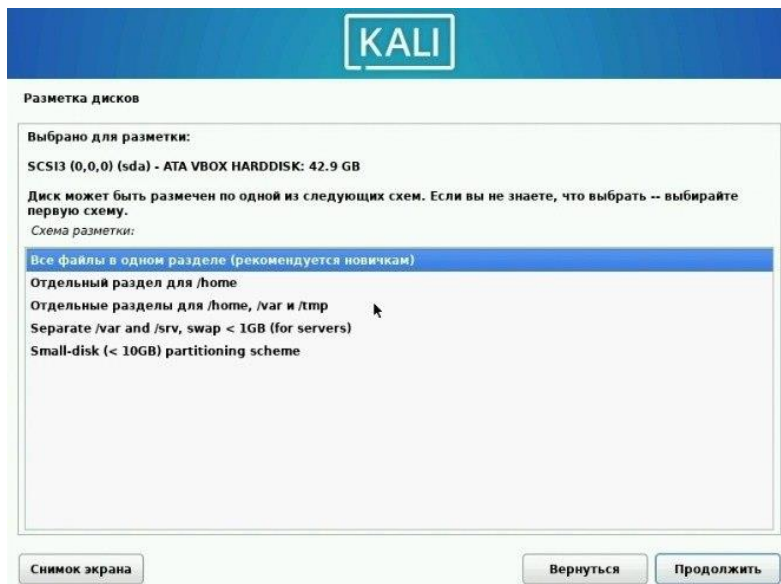 KALI
Разметка дисков
Выбрано для разметки:
SCSI3 (0,0,0) (sda) - ATA VBOX HARDDISK: 42.9 GB
Диск может быть размечен по одной из следующих схем. Если вы не знаете, что выбрать -- выбирайте
первую схему.
Схема разметки:
Все файлы в одном разделе (рекомендуется новичкам)
Отдельный раздел для /home
Отдельные разделы для /home, /var и /tmp
Separate /var and /srv, swap < 1GB (for servers)
Small-disk (< 10GB) partitioning scheme
Снимок экрана
Вернуться
Продолжить